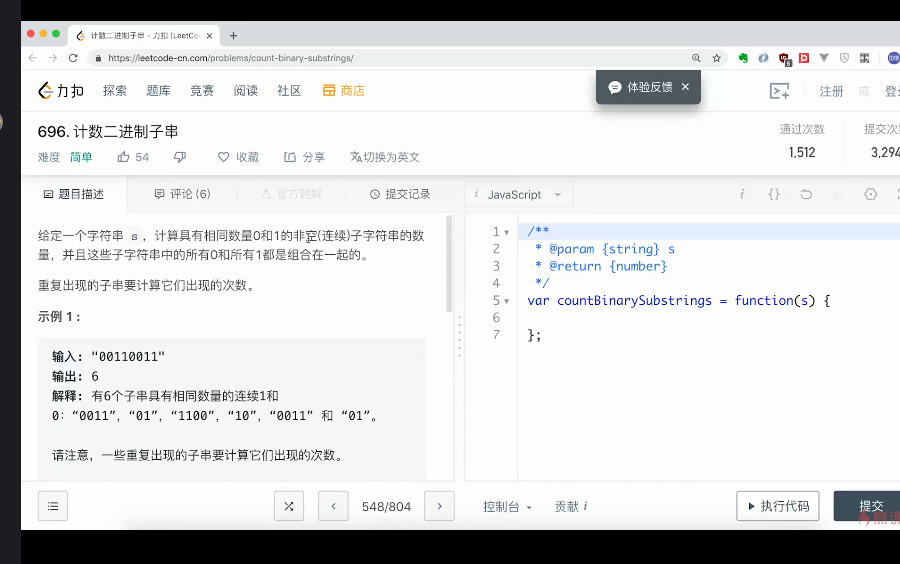 计数二进制子串 - 力扣 (LeetCo
https://leetcode-cn.com/problems/count-binary-substrings/
力扣 探索 题库 竞赛 阅读 社区 商店 体验反馈 注册 或
696. 计数二进制子串
通过次数 提交次
1,512 3,294
难度 简单 54 收藏 分享 切换为英文
题目描述 评论 (6) 官方题解 提交记录 JavaScript
给定一个字符串 s，计算具有相同数量0和1的非空(连续)子字符串的数
量，并且这些子字符串中的所有0和所有1都是组合在一起的。
重复出现的子串要计算它们出现的次数。
示例 1 :
输入: "00110011"
输出: 6
解释: 有6个子串具有相同数量的连续1和
0：“0011”，“01”，“1100”，“10”，“0011” 和 “01”。
请注意，一些重复出现的子串要计算它们出现的次数。
1 /**
2 * @param {string} s
3 * @return {number}
4 */
5 var countBinarySubstrings = function(s) {
6
7 };
548/804 控制台 贡献 i 执行代码 提交